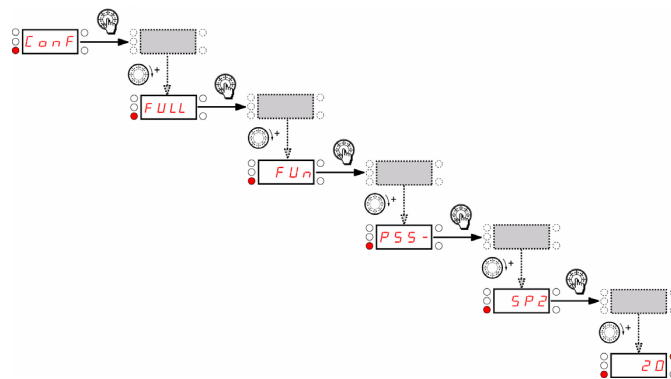 ConF
+
FULL
+
FUn
+
PSS-
+
SP2
+
20